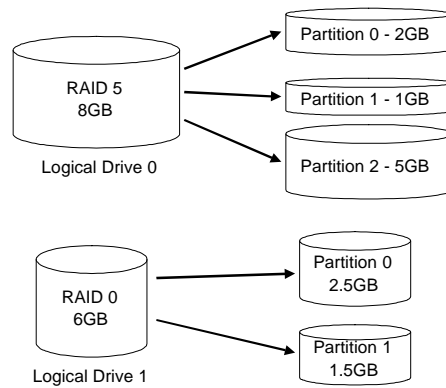 RAID 5
8GB
Logical Drive 0
Partition 0 - 2GB
Partition 1 - 1GB
Partition 2 - 5GB
RAID 0
6GB
Logical Drive 1
Partition 0
2.5GB
Partition 1
1.5GB